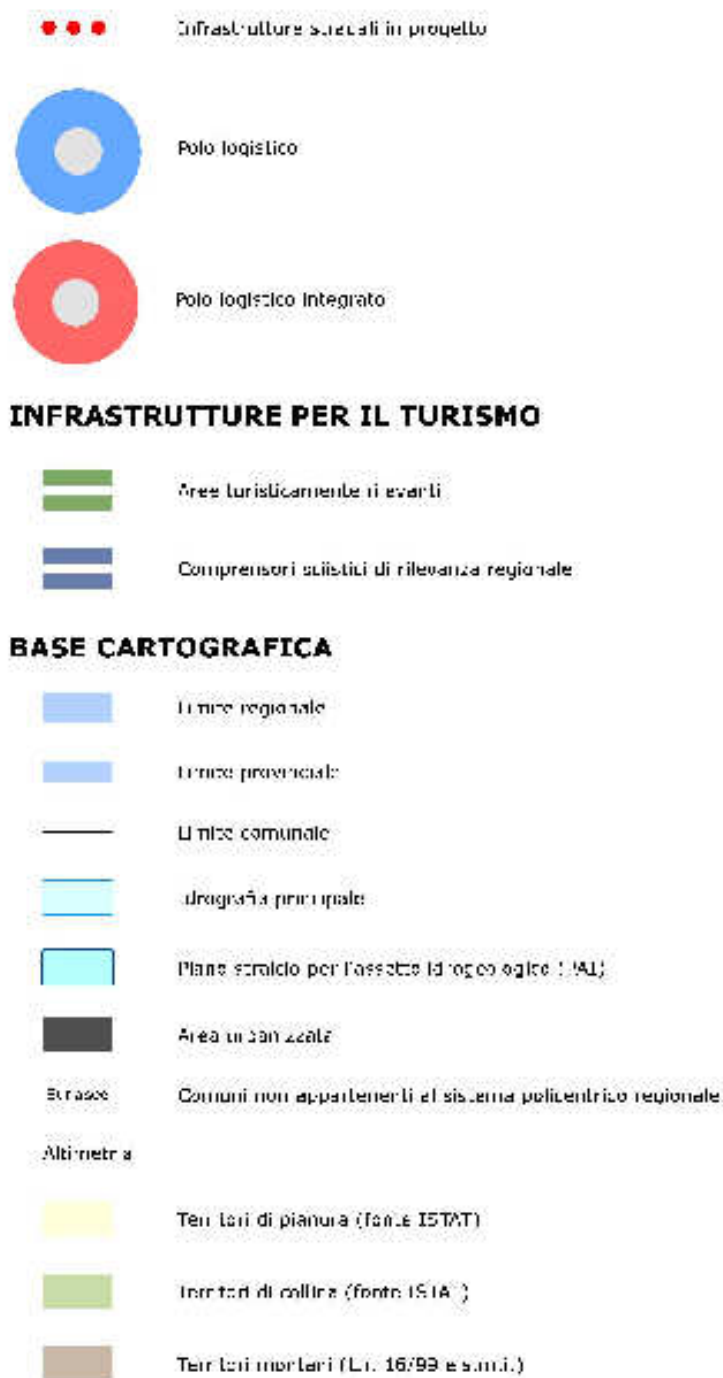 Infrastrutture stradali in progetto
Polo logistico
Polo logistico integrato
INFRASTRUTTURE PER IL TURISMO
Aree turisticamente rilevanti
Comprensori sciistici di rilevanza regionale
BASE CARTOGRAFICA
Limite regionale
Limite provinciale
Limite comunale
Idrografia principale
Piano stralcio per l'assetto idrogeologico (PAI)
Area urbanizzata
Comuni non appartenenti al sistema policentrico regionale
Altimetria
Territori di pianura (fonte ISTAT)
Territori di collina (fonte ISTAT)
Territori montani (L.r. 16/99 e s.m.i.)